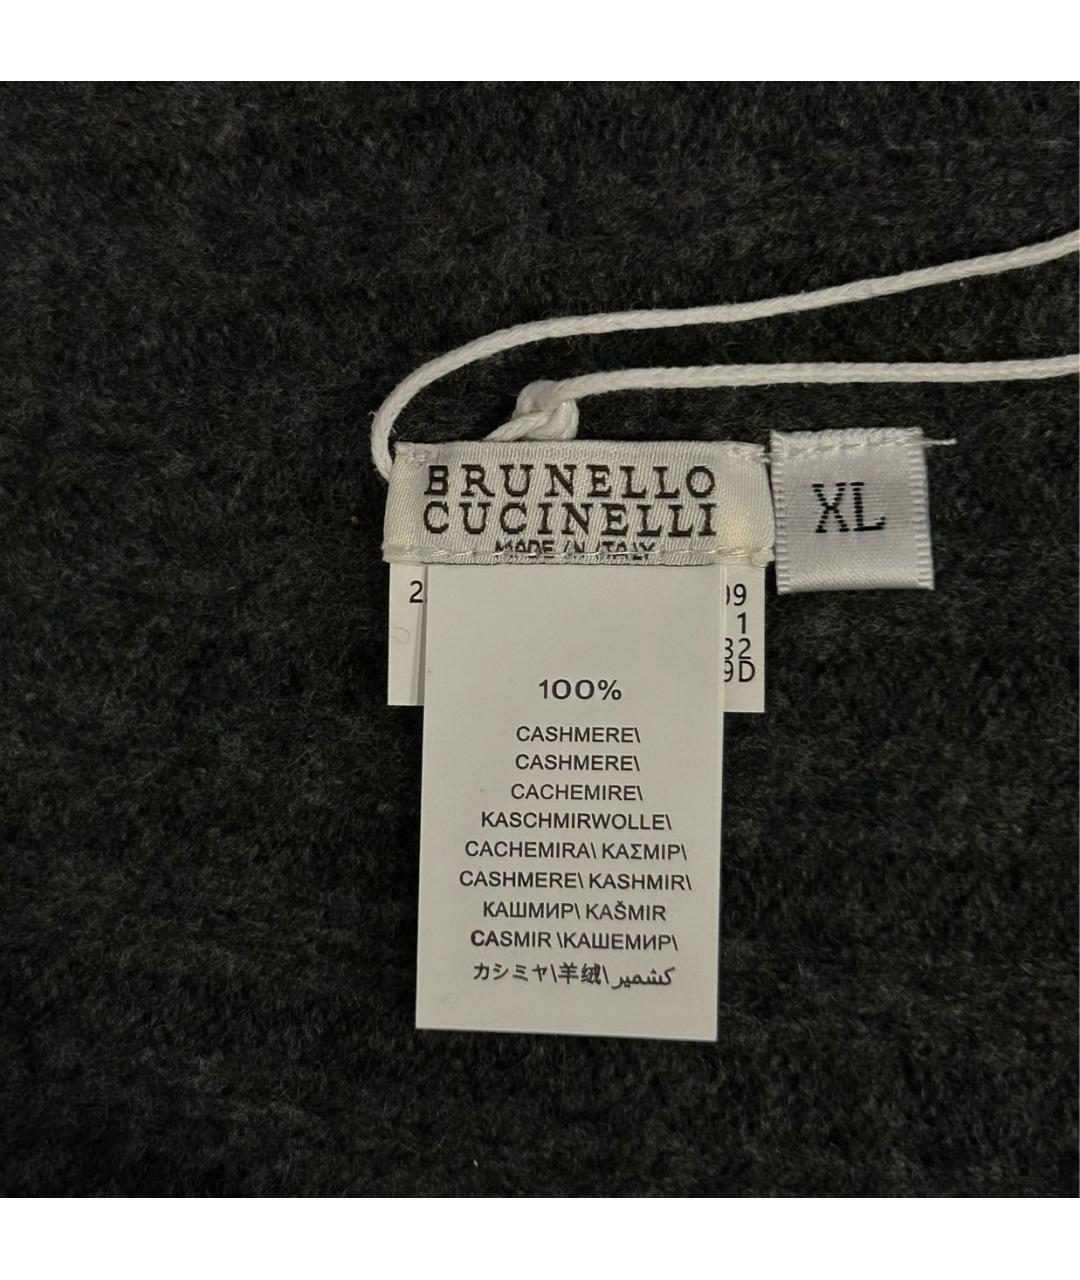 BRUNELLO
CUCINELLI
MADE IN ITALY
XL
100%
CASHMERE\
CASHMERE\
CACHEMIRE\
KASCHMIRWOLLE\
CACHEMIRA\ ΚΑΣΜΙΡ\
CASHMERE\ KASHMIR\
КАШМИР\ KAŠMIR
CASMIR \КАШЕМИР\
カシミヤ\羊绒\كشمير